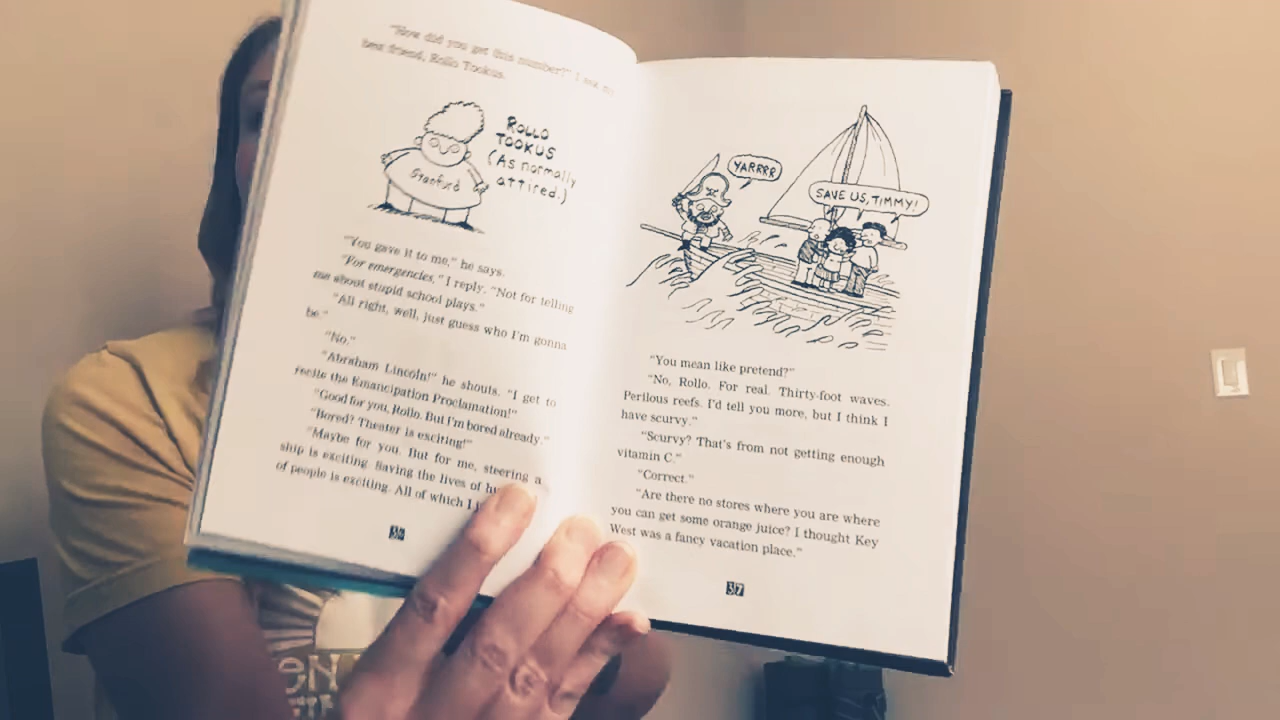 "How did you get this number?" I ask my
best friend, Rollo Tookus.
ROLLO
TOOKUS
(As normally
attired.)
Stanford
"You gave it to me," he says.
"For emergencies," I reply. "Not for telling
me about stupid school plays."
"All right, well, just guess who I'm gonna
be."
"No."
"Abraham Lincoln!" he shouts. "I get to
recite the Emancipation Proclamation!"
"Good for you, Rollo. But I'm bored already."
"Bored? Theater is exciting!"
"Maybe for you. But for me, steering a
ship is exciting. Saving the lives of
of people is exciting. All of which I
YARRRR
SAVE US, TIMMY!
"You mean like pretend?"
"No, Rollo. For real. Thirty-foot waves.
Perilous reefs. I'd tell you more, but I think I
have scurvy."
"Scurvy? That's from not getting enough
vitamin C."
"Correct."
"Are there no stores where you are where
you can get some orange juice? I thought Key
West was a fancy vacation place."
37